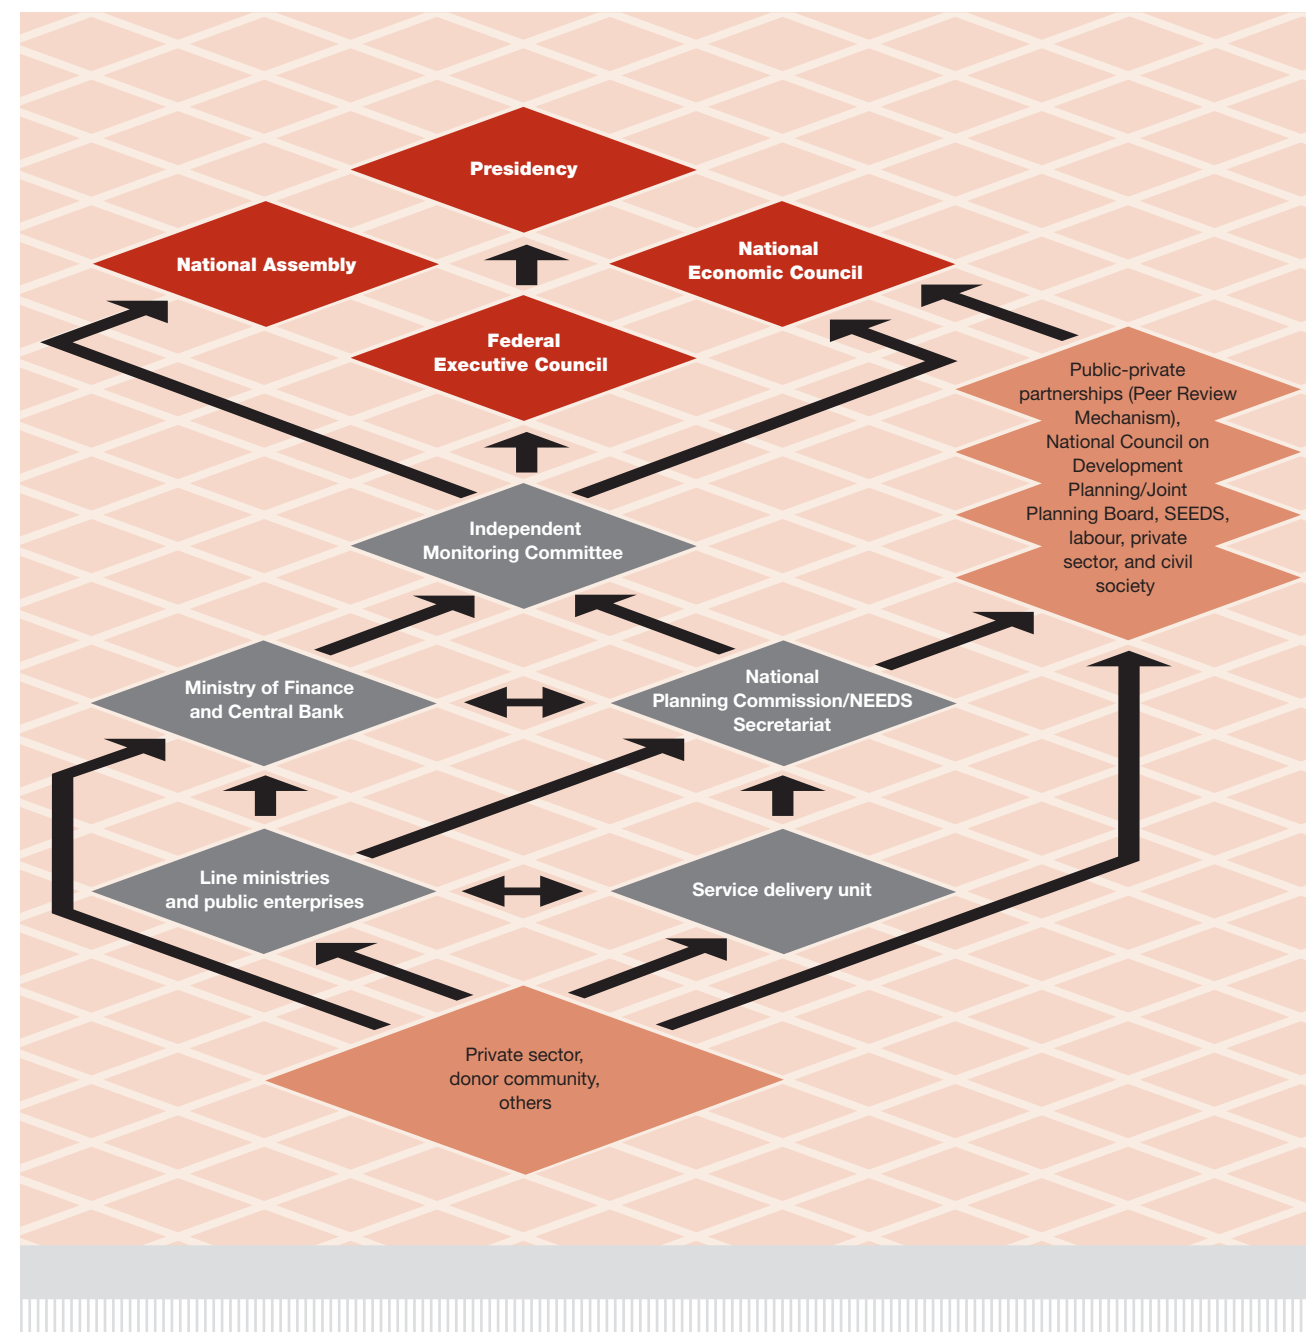 Presidency
National Assembly
National
Economic Council
Federal
Executive Council
Public-private
partnerships (Peer Review
Mechanism),
National Council on
Development
Planning/Joint
Planning Board, SEEDS,
labour, private
sector, and civil
society
Independent
Monitoring Committee
Ministry of Finance
and Central Bank
National
Planning Commission/NEEDS
Secretariat
Line ministries
and public enterprises
Service delivery unit
Private sector,
donor community,
others